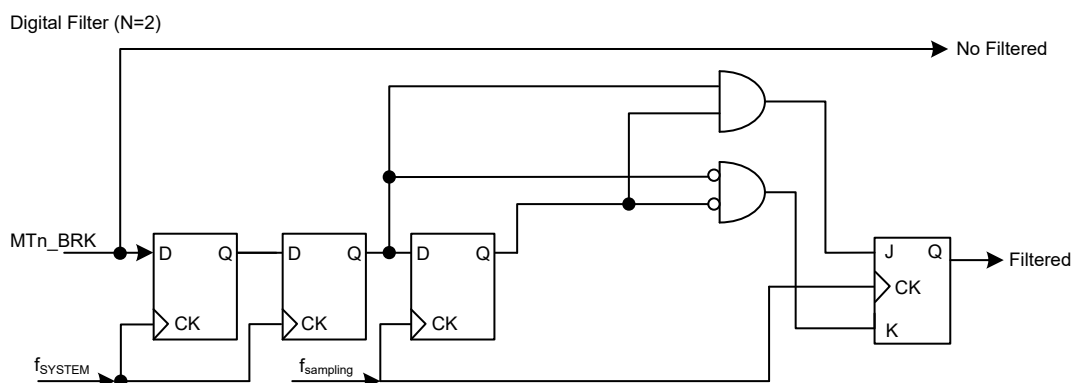 Digital Filter (N=2)
No Filtered
MTn_BRK
D Q D Q D Q
J Q
Filtered
CK
CK CK CK
K
fSYSTEM
fsampling